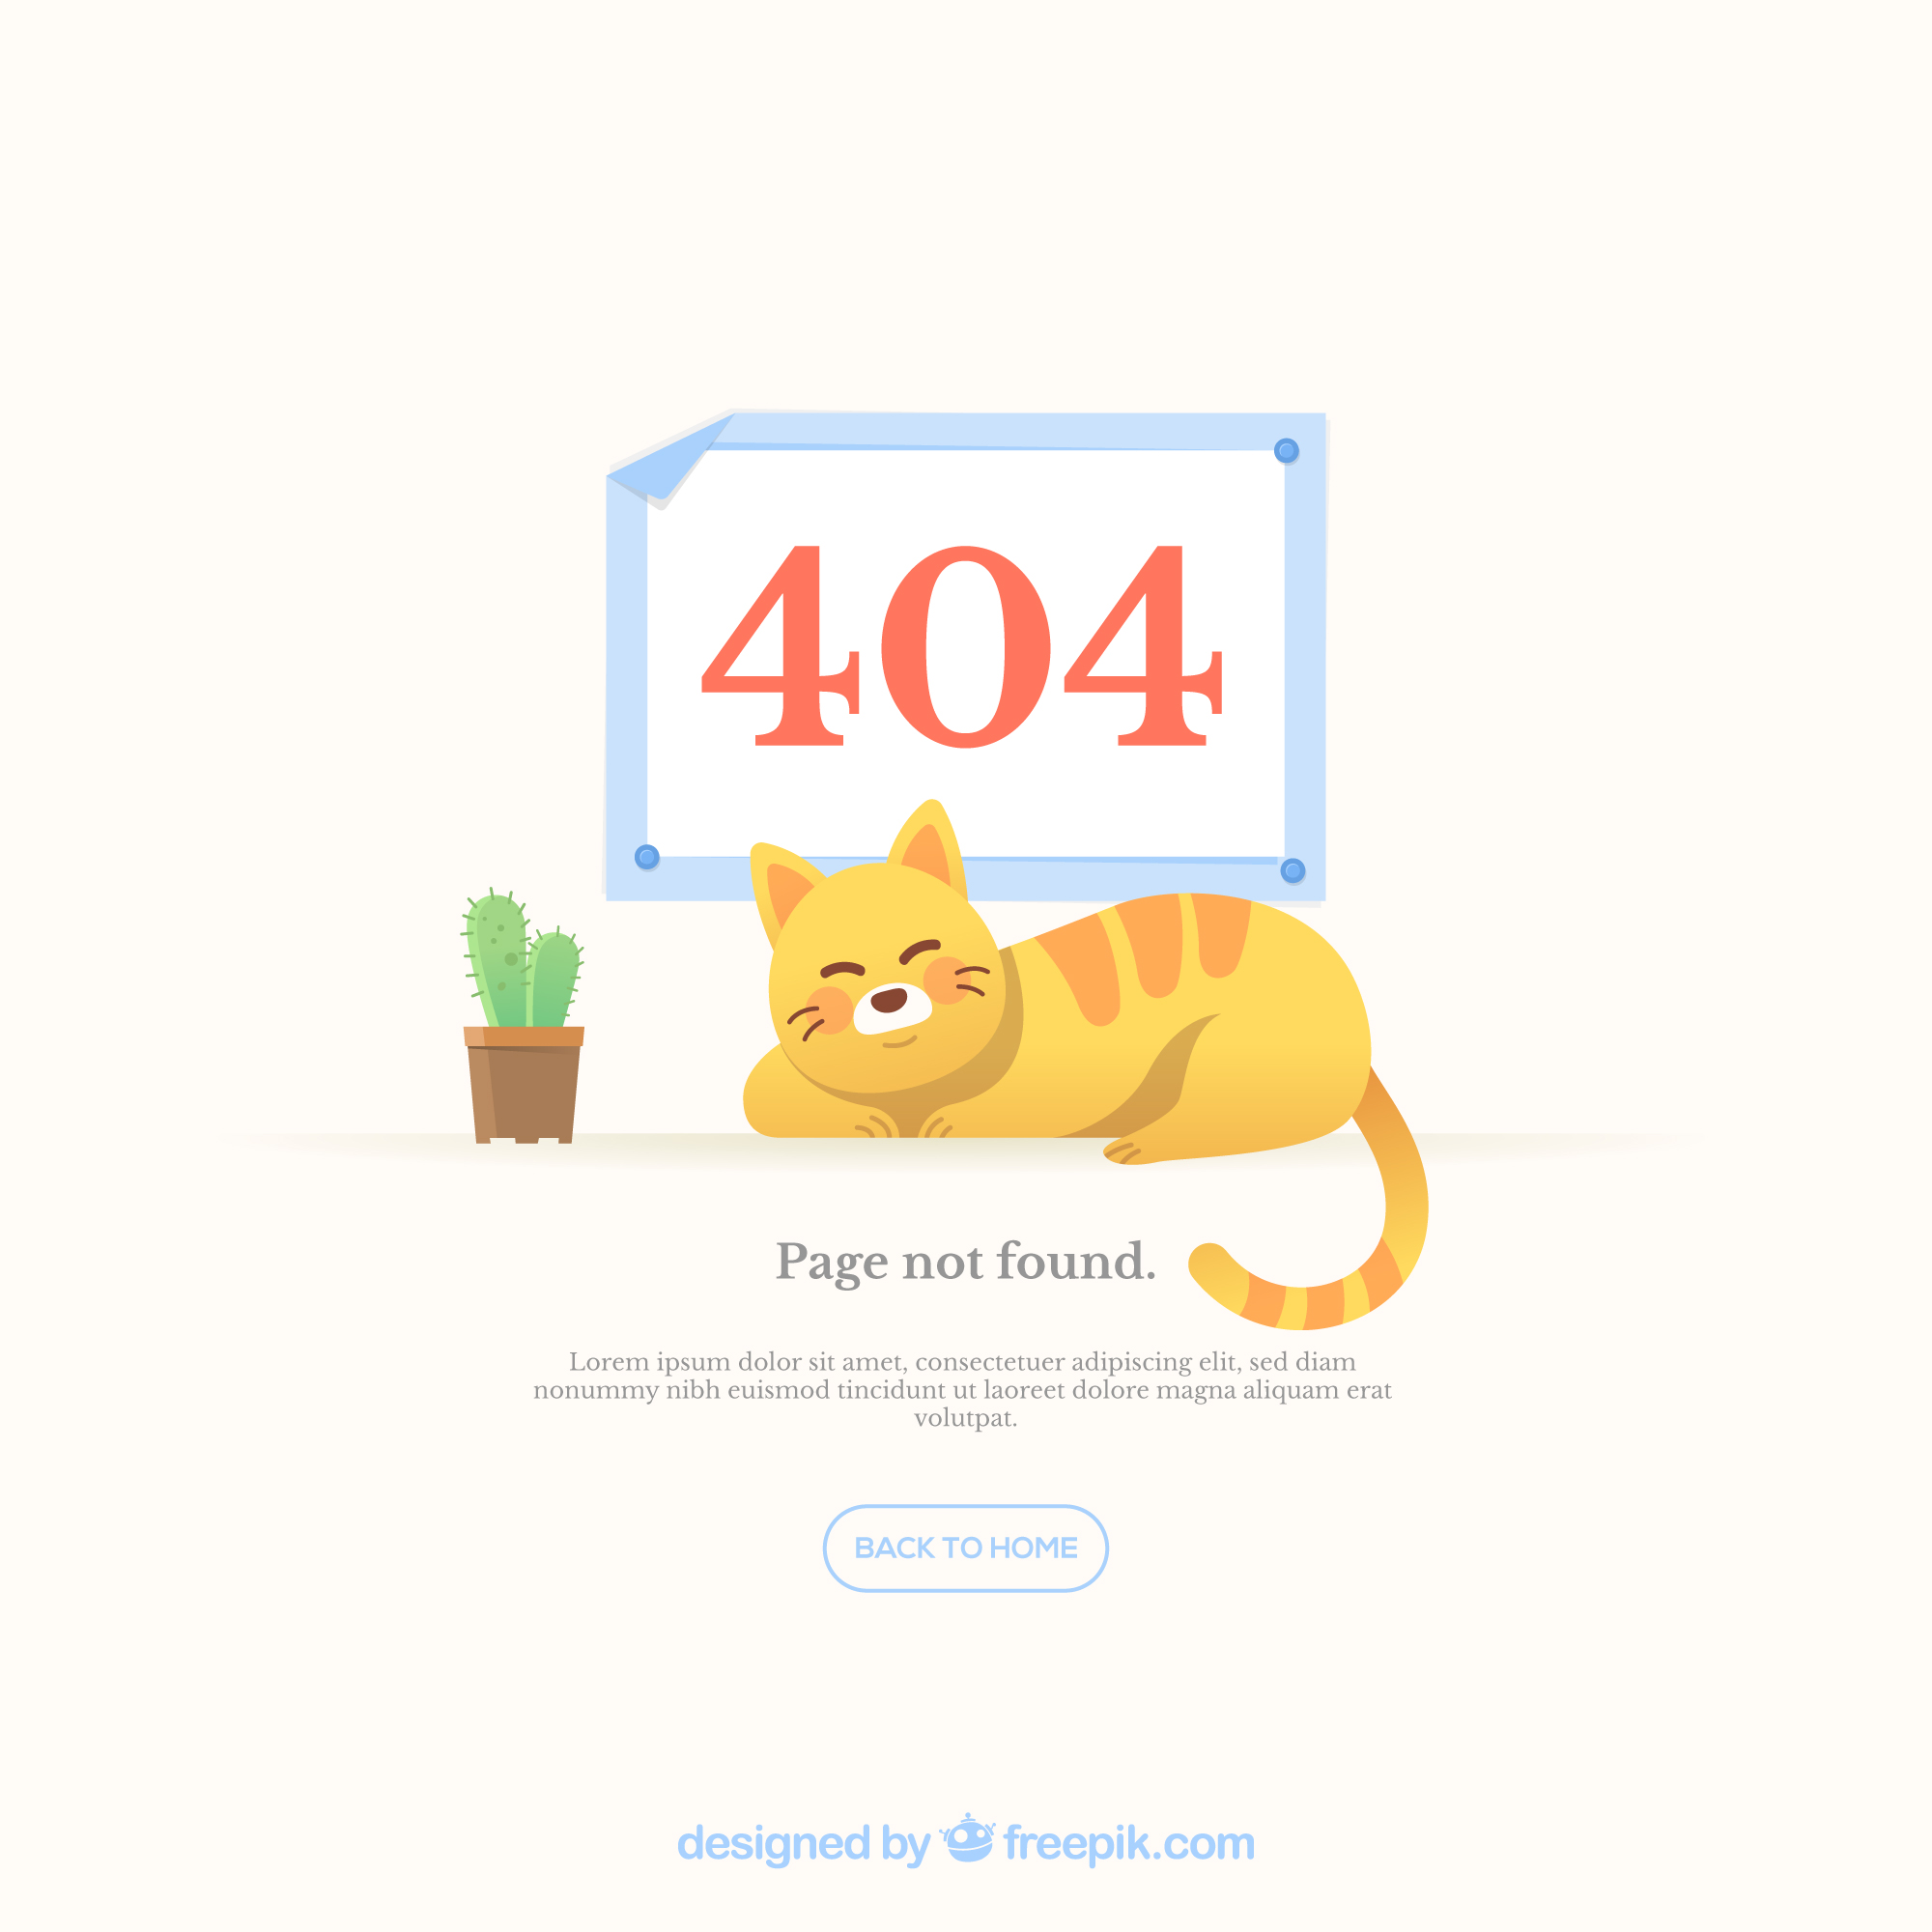 404
Page not found.
Lorem ipsum dolor sit amet, consectetuer adipiscing elit, sed diam
nonummy nibh euismod tincidunt ut laoreet dolore magna aliquam erat
volutpat.
BACK TO HOME
designed by freepik.com